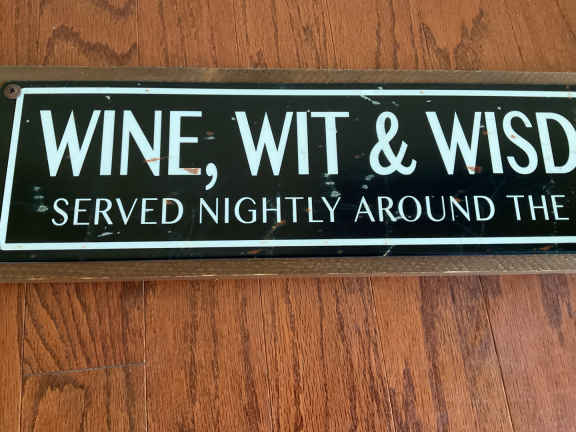 WINE, WIT & WISD
SERVED NIGHTLY AROUND THE